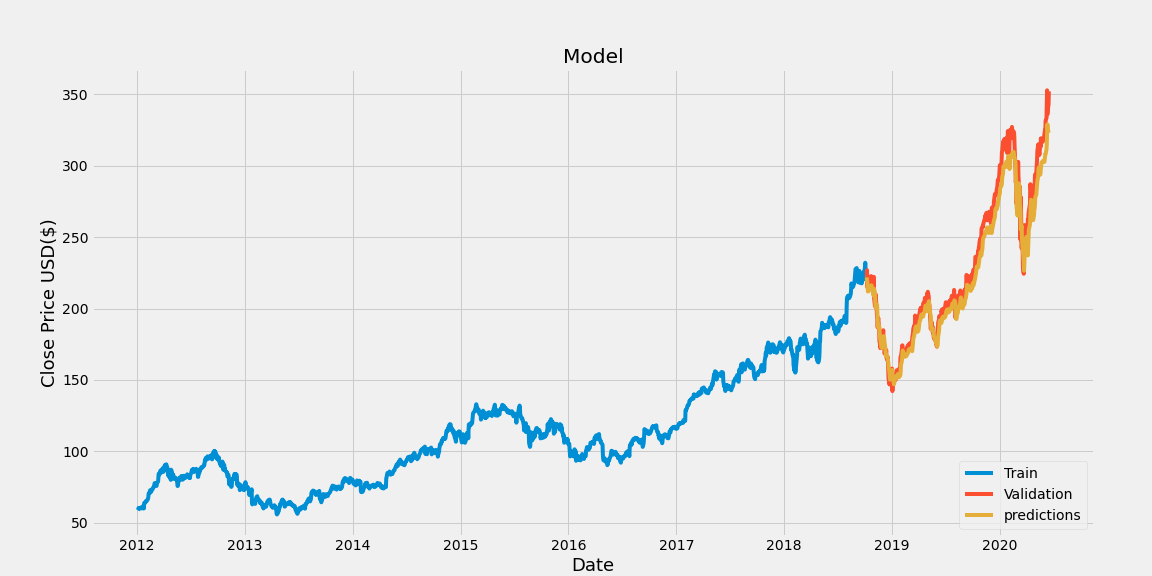 Model
Close Price USD($)
350
300
250
200
150
100
50
2012 2013 2014 2015 2016 2017 2018 2019 2020
Date
Train
Validation
predictions